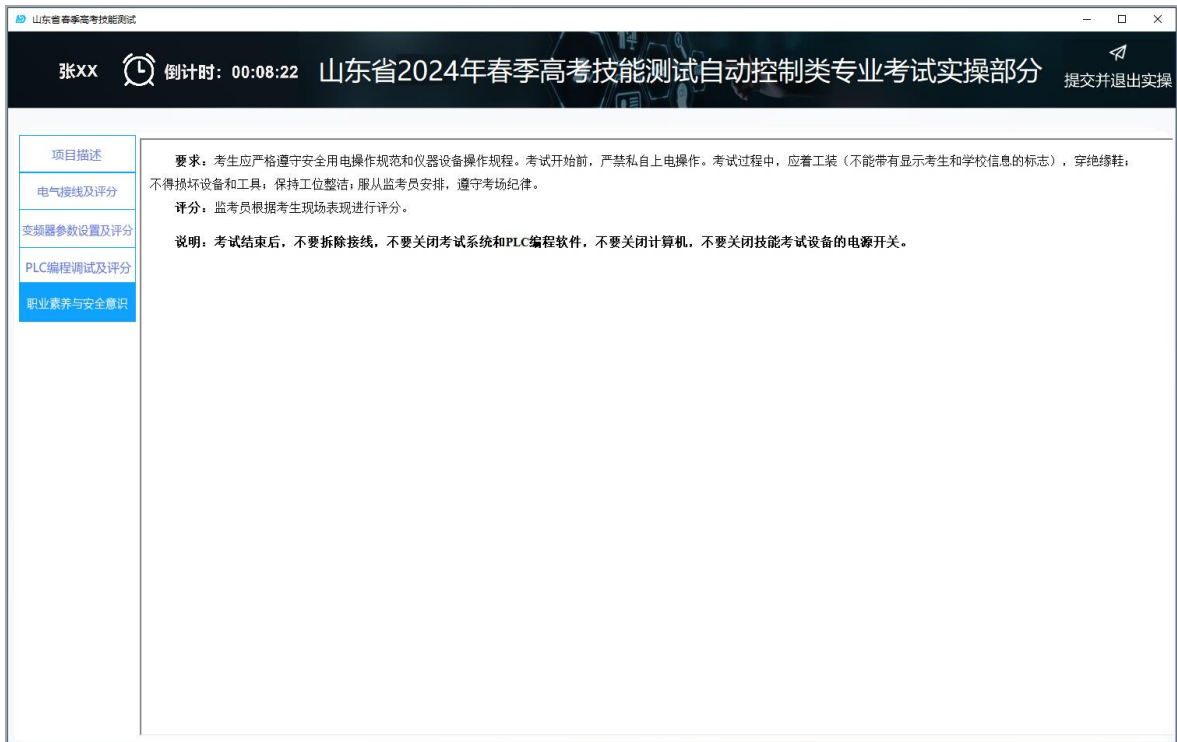 山东省春季高考技能测试
张XX
倒计时：00:08:22
山东省2024年春季高考技能测试自动控制类专业考试实操部分
提交并退出实操
项目描述
电气接线及评分
变频器参数设置及评分
PLC编程调试及评分
职业素养与安全意识
要求：考生应严格遵守安全用电操作规范和仪器设备操作规程。考试开始前，严禁私自上电操作。考试过程中，应着工装（不能带有显示考生和学校信息的标志），穿绝缘鞋；
不得损坏设备和工具；保持工位整洁；服从监考员安排，遵守考场纪律。
评分：监考员根据考生现场表现进行评分。
说明：考试结束后，不要拆除接线，不要关闭考试系统和PLC编程软件，不要关闭计算机，不要关闭技能考试设备的电源开关。